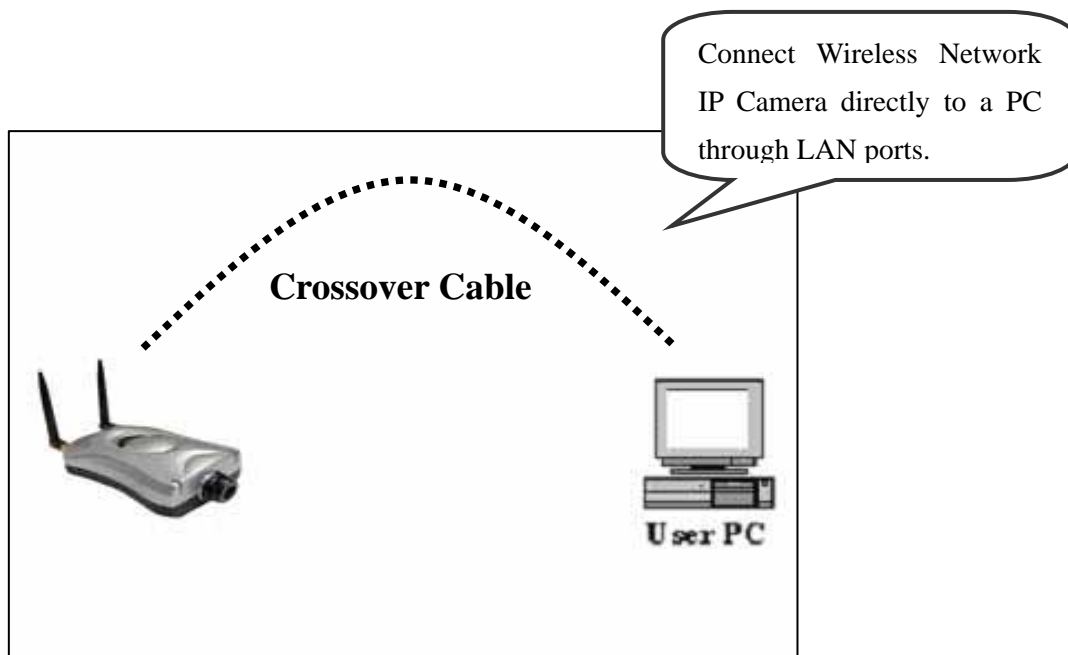 Connect Wireless Network
IP Camera directly to a PC
through LAN ports.
Crossover Cable
User PC